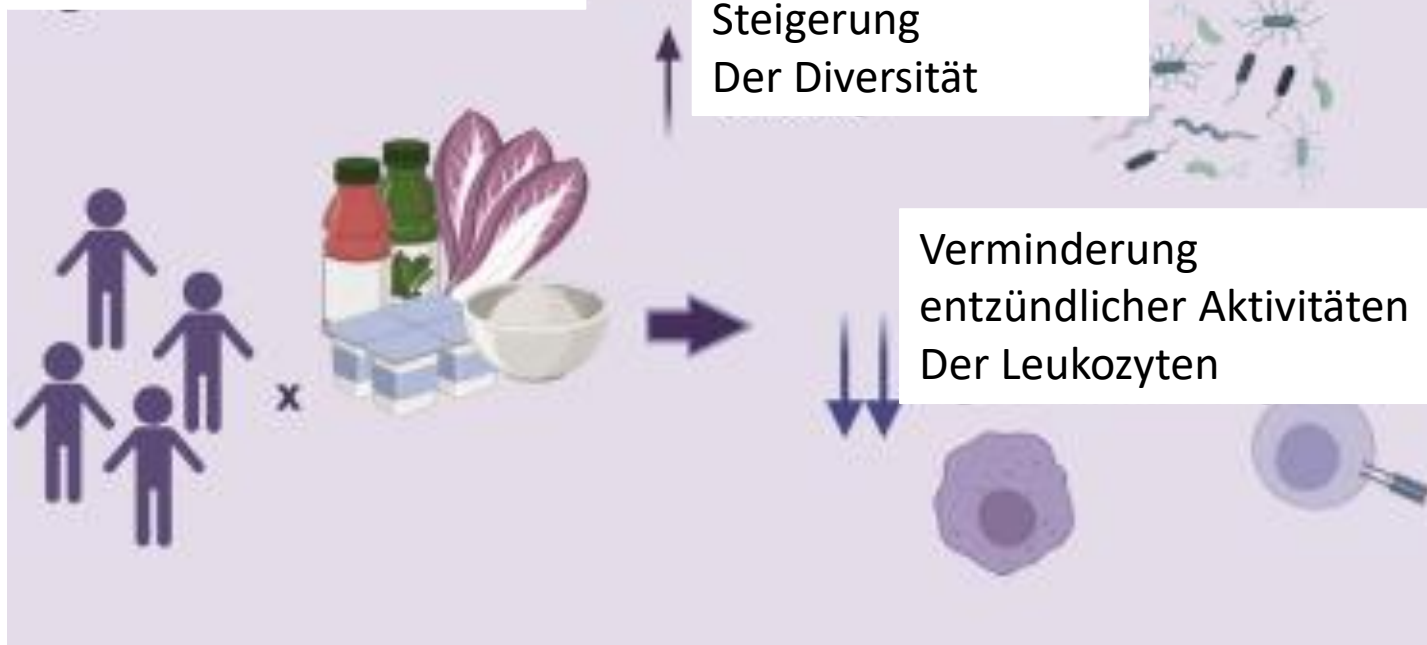 Steigerung
Der Diversität
x
Verminderung
entzündlicher Aktivitäten
Der Leukozyten